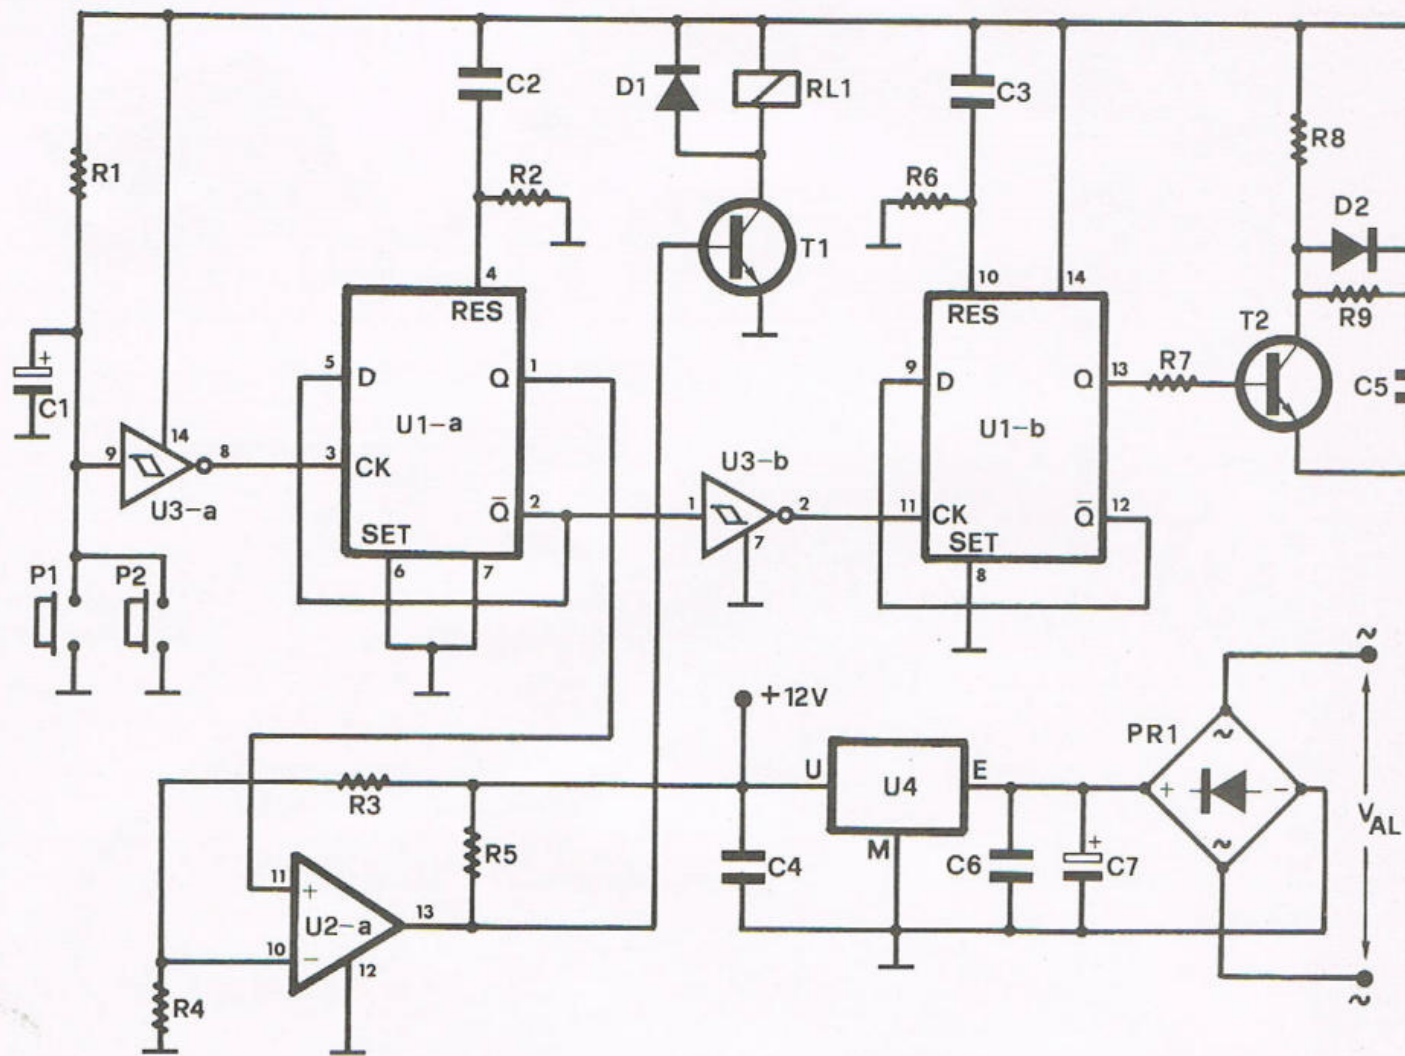 C2
D1
RL1
C3
R1
R2
R6
R8
D2
T1
4
RES
10
14
RES
R9
T2
+
C1
5
D
Q
1
9
D
Q
13
R7
C5
U1-a
U1-b
14
9
8
3
CK
U3-a
U3-b
Q̅
2
1
2
7
11
CK
Q̅
12
SET
SET
6
7
8
P1
P2
~
+12V
PR1
~
U
U4
E
+
-
R3
M
VAL
R5
C4
C6
+
C7
~
11
+
U2-a
13
10
-
12
R4
~